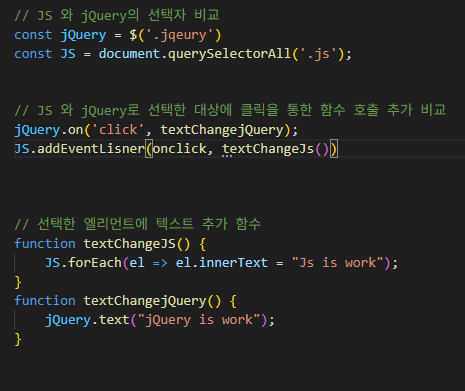 // JS 와 jQuery의 선택자 비교
const jQuery = $('.jqeury')
const JS = document.querySelectorAll('.js');
// JS 와 jQuery로 선택한 대상에 클릭을 통한 함수 호출 추가 비교
jQuery.on('click', textChangejQuery);
JS.addEventLisner(onclick, textChangeJs())
// 선택한 엘리먼트에 텍스트 추가 함수
function textChangeJS() {
    JS.forEach(el => el.innerText = "Js is work");
}
function textChangejQuery() {
    jQuery.text("jQuery is work");
}